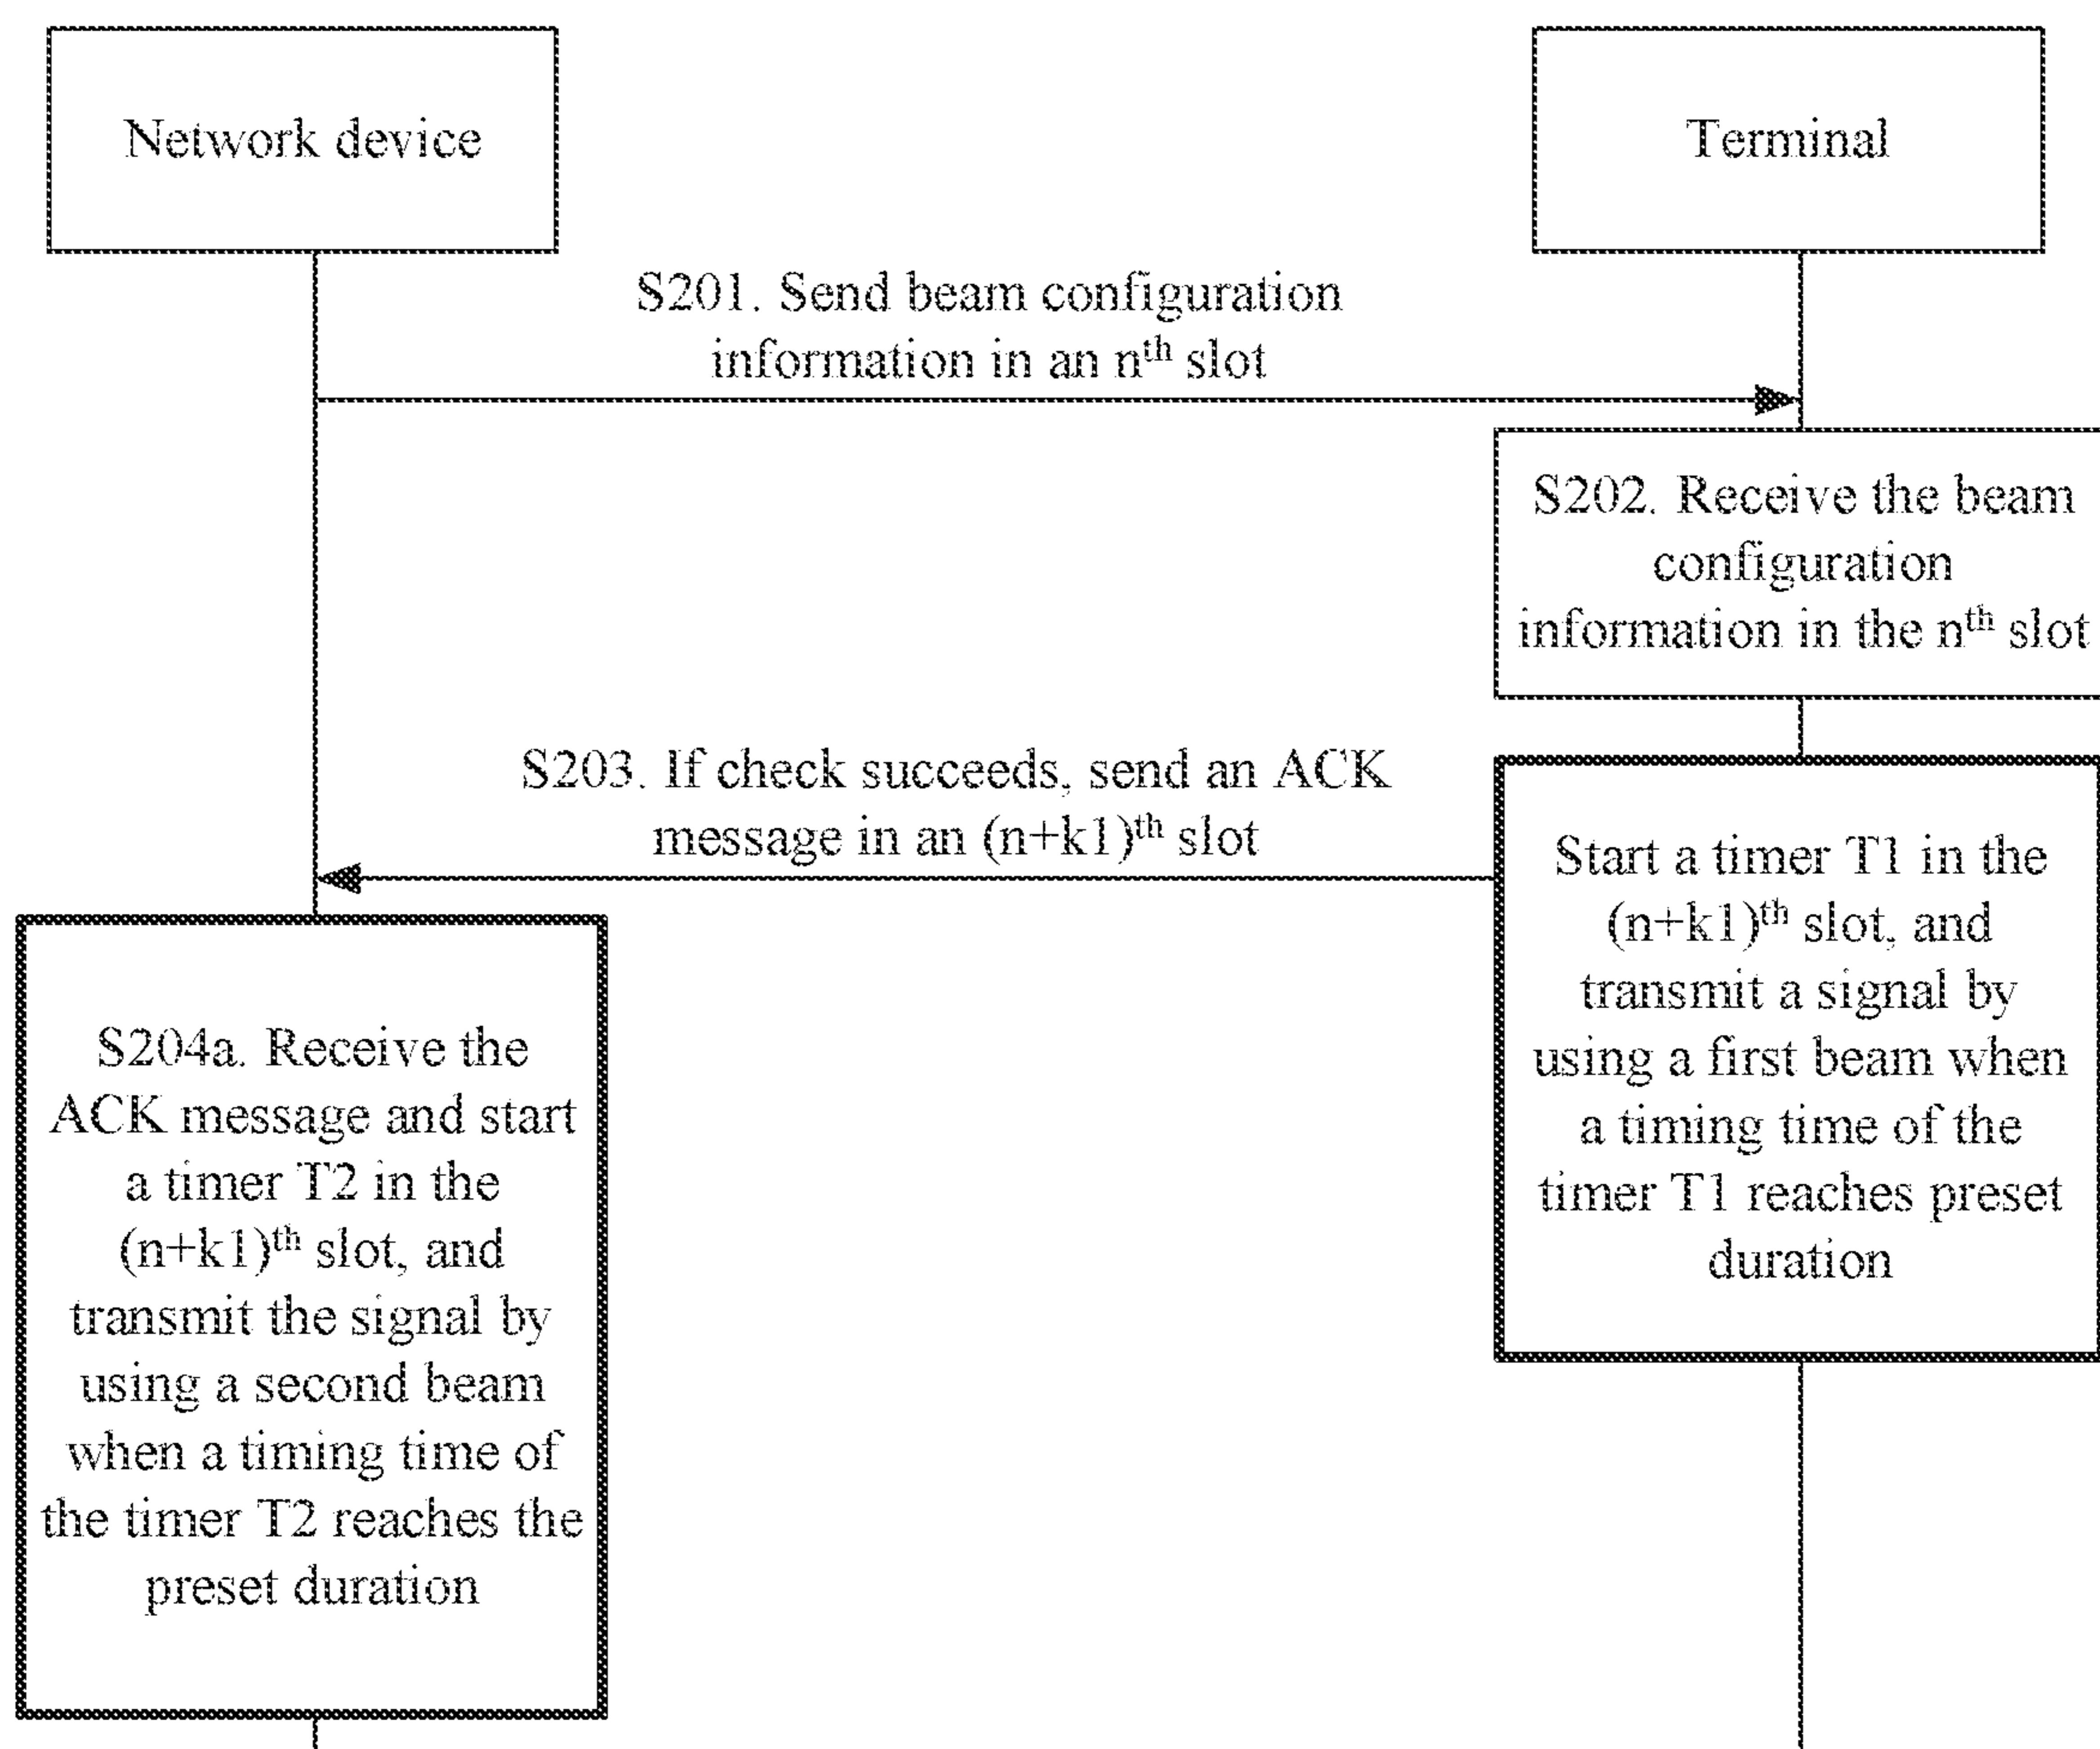 Network device
Terminal
S201. Send beam configuration
information in an nth slot
S202. Receive the beam
configuration
information in the nth slot
S203. If check succeeds, send an ACK
message in an (n+k1)th slot
Start a timer T1 in the
(n+k1)th slot, and
transmit a signal by
using a first beam when
a timing time of the
timer T1 reaches preset
duration
S204a. Receive the
ACK message and start
a timer T2 in the
(n+k1)th slot, and
transmit the signal by
using a second beam
when a timing time of
the timer T2 reaches the
preset duration